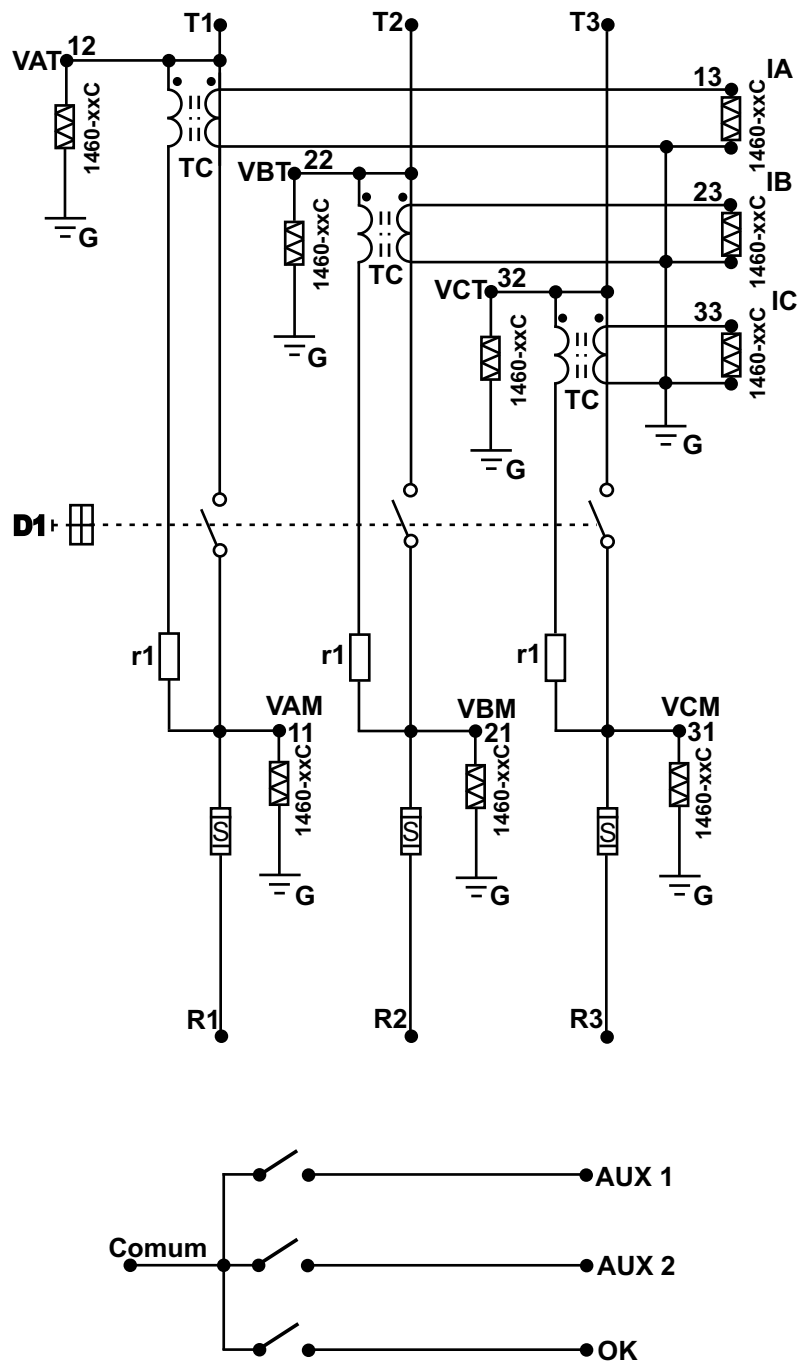 T1
T2
T3
VAT 12
13 IA
1460-xxC
1460-xxC
TC
G
VBT 22
23 IB
1460-xxC
1460-xxC
TC
G
VCT 32
33 IC
1460-xxC
1460-xxC
TC
G
G
D1
r1
r1
r1
VAM
11
VBM
21
VCM
31
1460-xxC
1460-xxC
1460-xxC
S
S
S
G
G
G
R1
R2
R3
AUX 1
Comum
AUX 2
OK